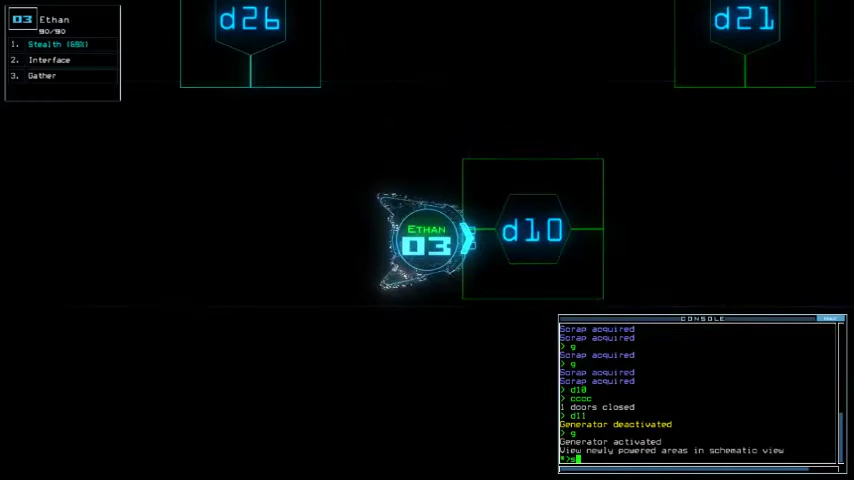 03 Ethan
90/90
1. Stealth (65%)
2. Interface
3. Gather
d26
d21
ETHAN
03
d10
CONSOLE
Scrap acquired
Scrap acquired
> g
Scrap acquired
> g
Scrap acquired
Scrap acquired
> d10
> cccc
1 doors closed
> d11
Generator deactivated
> g
Generator activated
View newly powered areas in schematic view
*>s